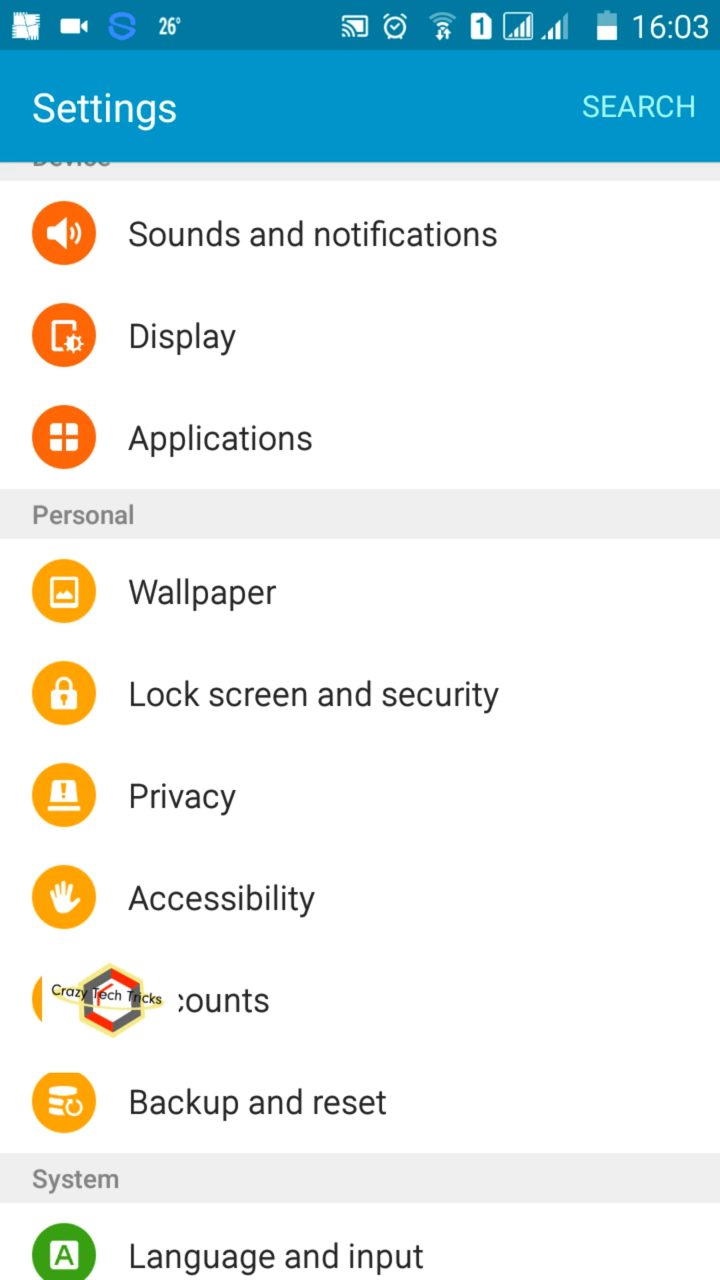 26°
1
16:03
Settings
SEARCH
Device
Sounds and notifications
Display
Applications
Personal
Wallpaper
Lock screen and security
Privacy
Accessibility
Crazy Tech Tricks
counts
Backup and reset
System
A
Language and input